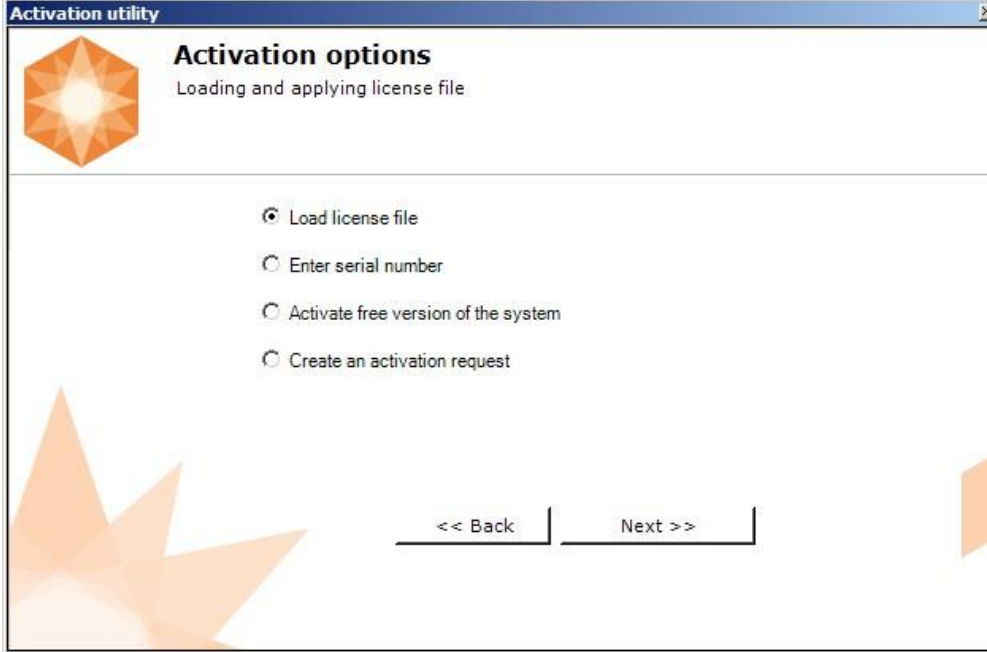 Activation utility
Activation options
Loading and applying license file
Load license file
Enter serial number
Activate free version of the system
Create an activation request
<< Back
Next >>